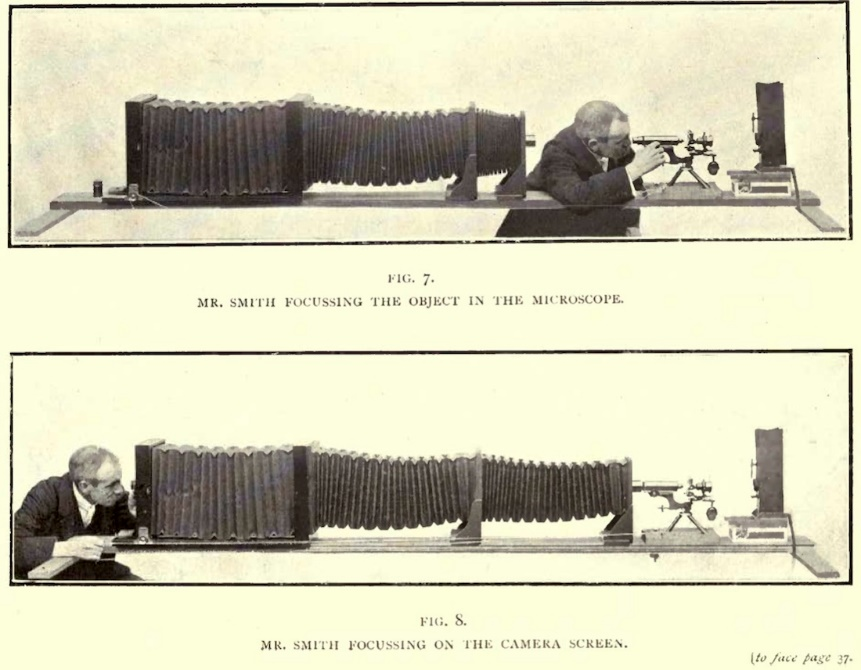 FIG. 7.
MR. SMITH FOCUSSING THE OBJECT IN THE MICROSCOPE.
FIG. 8.
MR. SMITH FOCUSSING ON THE CAMERA SCREEN.
[to face page 37.